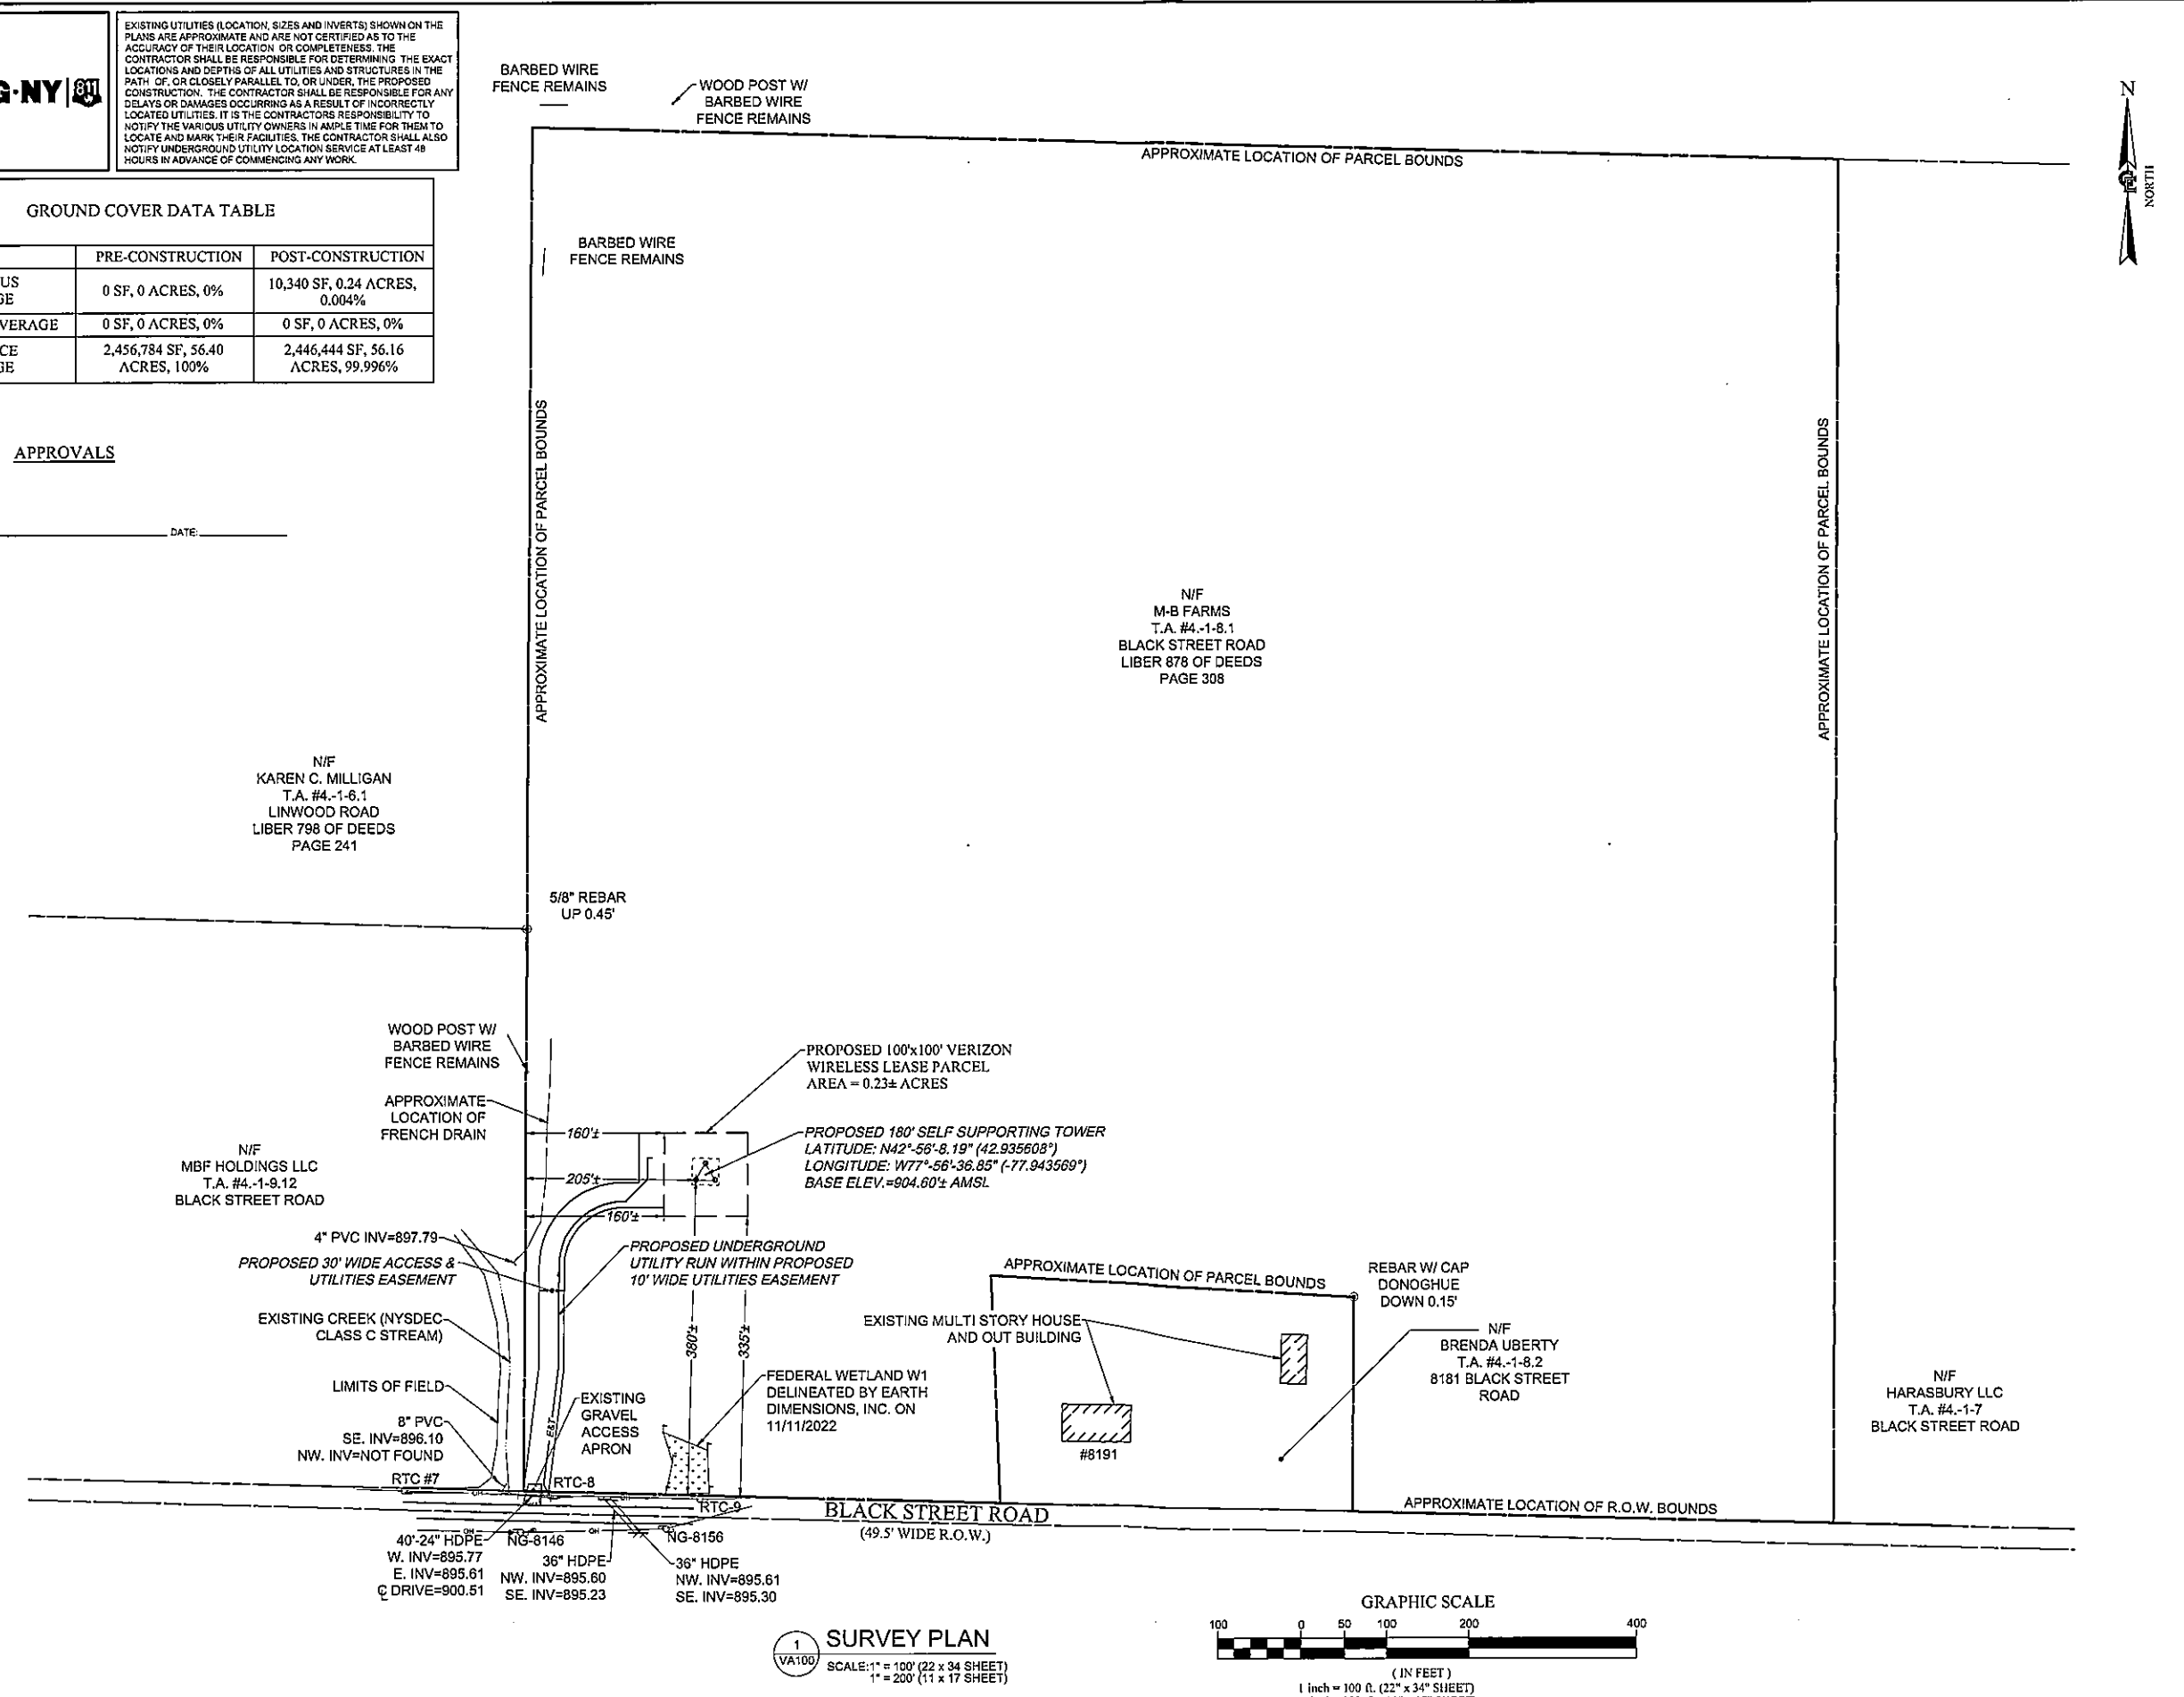 G·NY | 811
EXISTING UTILITIES (LOCATION, SIZES AND INVERTS) SHOWN ON THE
PLANS ARE APPROXIMATE AND ARE NOT CERTIFIED AS TO THE
ACCURACY OF THEIR LOCATION OR COMPLETENESS. THE
CONTRACTOR SHALL BE RESPONSIBLE FOR DETERMINING THE EXACT
LOCATIONS AND DEPTHS OF ALL UTILITIES AND STRUCTURES IN THE
PATH OF, OR CLOSELY PARALLEL TO, OR UNDER, THE PROPOSED
CONSTRUCTION. THE CONTRACTOR SHALL BE RESPONSIBLE FOR ANY
DELAYS OR DAMAGES OCCURRING AS A RESULT OF INCORRECTLY
LOCATED UTILITIES. IT IS THE CONTRACTORS RESPONSIBILITY TO
NOTIFY THE VARIOUS UTILITY OWNERS IN AMPLE TIME FOR THEM TO
LOCATE AND MARK THEIR FACILITIES. THE CONTRACTOR SHALL ALSO
NOTIFY UNDERGROUND UTILITY LOCATION SERVICE AT LEAST 48
HOURS IN ADVANCE OF COMMENCING ANY WORK.
GROUND COVER DATA TABLE
PRE-CONSTRUCTION POST-CONSTRUCTION
US
GE
0 SF, 0 ACRES, 0%
10,340 SF, 0.24 ACRES,
0.004%
VERAGE 0 SF, 0 ACRES, 0% 0 SF, 0 ACRES, 0%
CE
GE
2,456,784 SF, 56.40
ACRES, 100%
2,446,444 SF, 56.16
ACRES, 99.996%
APPROVALS
DATE:
BARBED WIRE
FENCE REMAINS
WOOD POST W/
BARBED WIRE
FENCE REMAINS
APPROXIMATE LOCATION OF PARCEL BOUNDS
N
NORTH
BARBED WIRE
FENCE REMAINS
APPROXIMATE LOCATION OF PARCEL BOUNDS
APPROXIMATE LOCATION OF PARCEL BOUNDS
N/F
M-B FARMS
T.A. #4.-1-8.1
BLACK STREET ROAD
LIBER 878 OF DEEDS
PAGE 308
N/F
KAREN C. MILLIGAN
T.A. #4.-1-6.1
LINWOOD ROAD
LIBER 798 OF DEEDS
PAGE 241
5/8" REBAR
UP 0.45'
WOOD POST W/
BARBED WIRE
FENCE REMAINS
APPROXIMATE
LOCATION OF
FRENCH DRAIN
PROPOSED 100'x100' VERIZON
WIRELESS LEASE PARCEL
AREA = 0.23± ACRES
160'±
205'±
160'±
PROPOSED 180' SELF SUPPORTING TOWER
LATITUDE: N42°-56'-8.19" (42.935608°)
LONGITUDE: W77°-56'-36.85" (-77.943569°)
BASE ELEV.=904.60'± AMSL
N/F
MBF HOLDINGS LLC
T.A. #4.-1-9.12
BLACK STREET ROAD
4" PVC INV=897.79
PROPOSED 30' WIDE ACCESS &
UTILITIES EASEMENT
PROPOSED UNDERGROUND
UTILITY RUN WITHIN PROPOSED
10' WIDE UTILITIES EASEMENT
EXISTING CREEK (NYSDEC
CLASS C STREAM)
380'±
335'±
LIMITS OF FIELD
8" PVC
SE. INV=896.10
NW. INV=NOT FOUND
E&T
EXISTING
GRAVEL
ACCESS
APRON
FEDERAL WETLAND W1
DELINEATED BY EARTH
DIMENSIONS, INC. ON
11/11/2022
APPROXIMATE LOCATION OF PARCEL BOUNDS
REBAR W/ CAP
DONOGHUE
DOWN 0.15'
EXISTING MULTI STORY HOUSE
AND OUT BUILDING
#8191
N/F
BRENDA UBERTY
T.A. #4.-1-8.2
8181 BLACK STREET
ROAD
N/F
HARASBURY LLC
T.A. #4.-1-7
BLACK STREET ROAD
RTC #7
OH
RTC-8
OH
RTC-9
BLACK STREET ROAD
(49.5' WIDE R.O.W.)
APPROXIMATE LOCATION OF R.O.W. BOUNDS
OH
OH
40'-24" HDPE
W. INV=895.77
E. INV=895.61
℄ DRIVE=900.51
NG-8146
36" HDPE
NW. INV=895.60
SE. INV=895.23
NG-8156
36" HDPE
NW. INV=895.61
SE. INV=895.30
1
VA100
SURVEY PLAN
SCALE:1" = 100' (22 x 34 SHEET)
1" = 200' (11 x 17 SHEET)
GRAPHIC SCALE
100 0 50 100 200 400
( IN FEET )
1 inch = 100 ft. (22" x 34" SHEET)